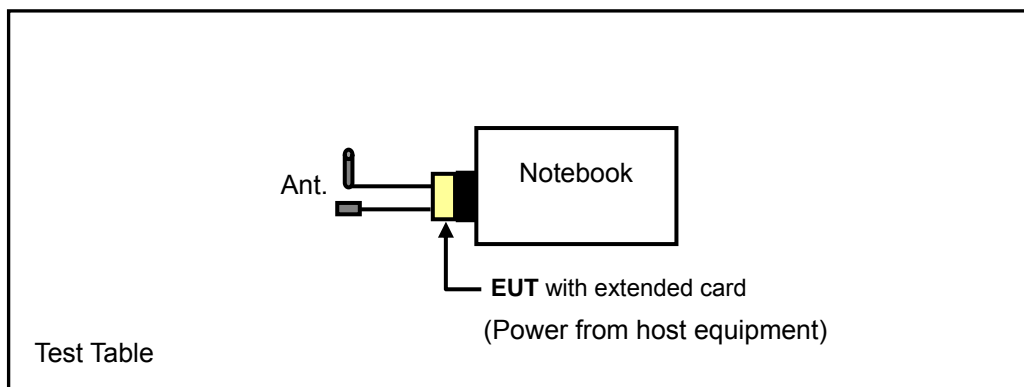 Notebook
Ant.
EUT with extended card
(Power from host equipment)
Test Table